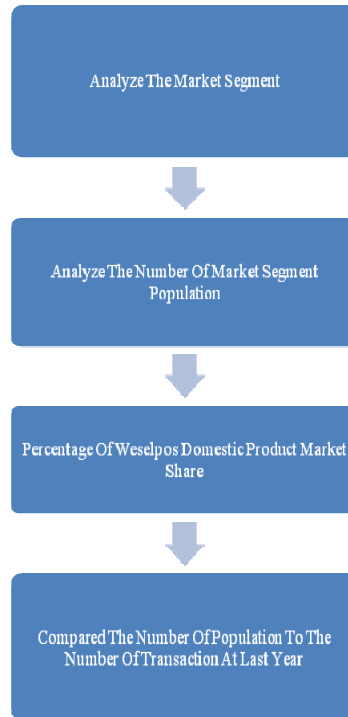 Analyze The Market Segment
Analyze The Number Of Market Segment
Population
Percentage Of Weselpos Domestic Product Market
Share
Compared The Number Of Population To The
Number Of Transaction At Last Year